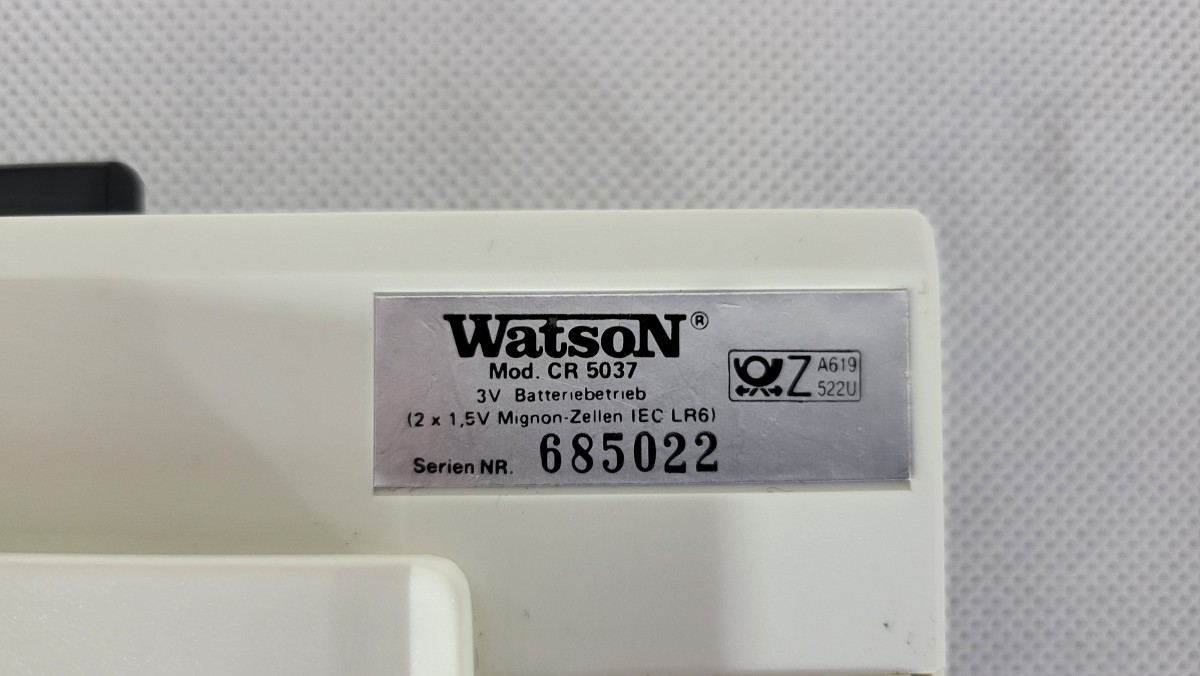 WatsoN®
Mod. CR 5037
3V Batteriebetrieb
(2 x 1,5V Mignon-Zellen IEC LR6)
Serien NR. 685022
Z A619
522U